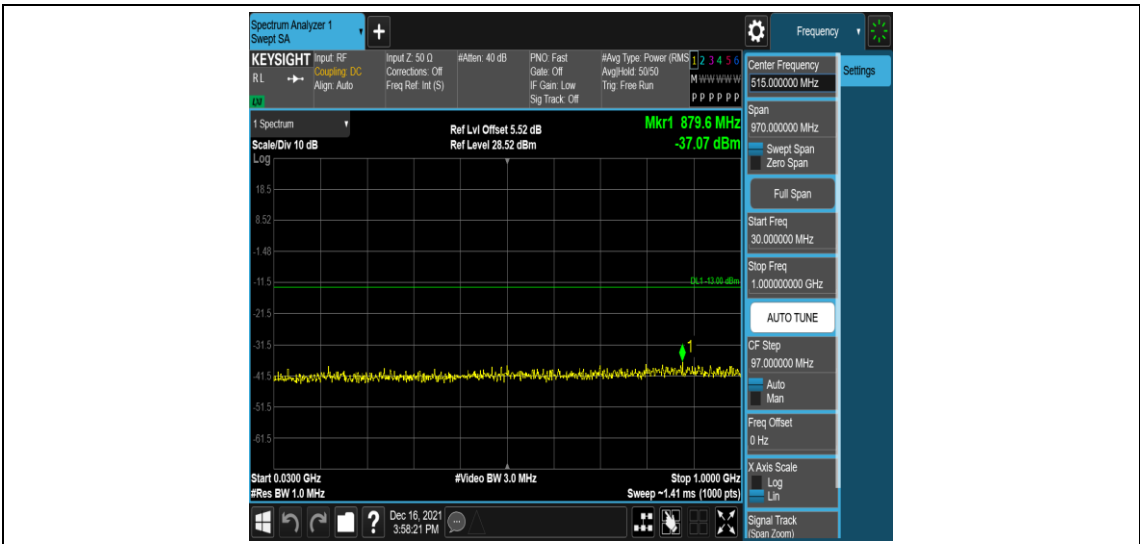 Spectrum Analyzer 1
Swept SA
+
Frequency
KEYSIGHT
RL
LXI
Input: RF
Coupling: DC
Align: Auto
Input Z: 50 Ω
Corrections: Off
Freq Ref: Int (S)
#Atten: 40 dB
PNO: Fast
Gate: Off
IF Gain: Low
Sig Track: Off
#Avg Type: Power (RMS
Avg|Hold: 50/50
Trig: Free Run
1 2 3 4 5 6
M W W W W W
P P P P P P
1 Spectrum
Scale/Div 10 dB
Log
Ref Lvl Offset 5.52 dB
Ref Level 28.52 dBm
Mkr1 879.6 MHz
-37.07 dBm
18.5
8.52
-1.48
-11.5
DL1 -13.00 dBm
-21.5
-31.5
1
-41.5
-51.5
-61.5
Start 0.0300 GHz
#Res BW 1.0 MHz
#Video BW 3.0 MHz
Stop 1.0000 GHz
Sweep ~1.41 ms (1000 pts)
?
Dec 16, 2021
3:58:21 PM
Center Frequency
515.000000 MHz
Settings
Span
970.000000 MHz
Swept Span
Zero Span
Full Span
Start Freq
30.000000 MHz
Stop Freq
1.000000000 GHz
AUTO TUNE
CF Step
97.000000 MHz
Auto
Man
Freq Offset
0 Hz
X Axis Scale
Log
Lin
Signal Track
(Span Zoom)